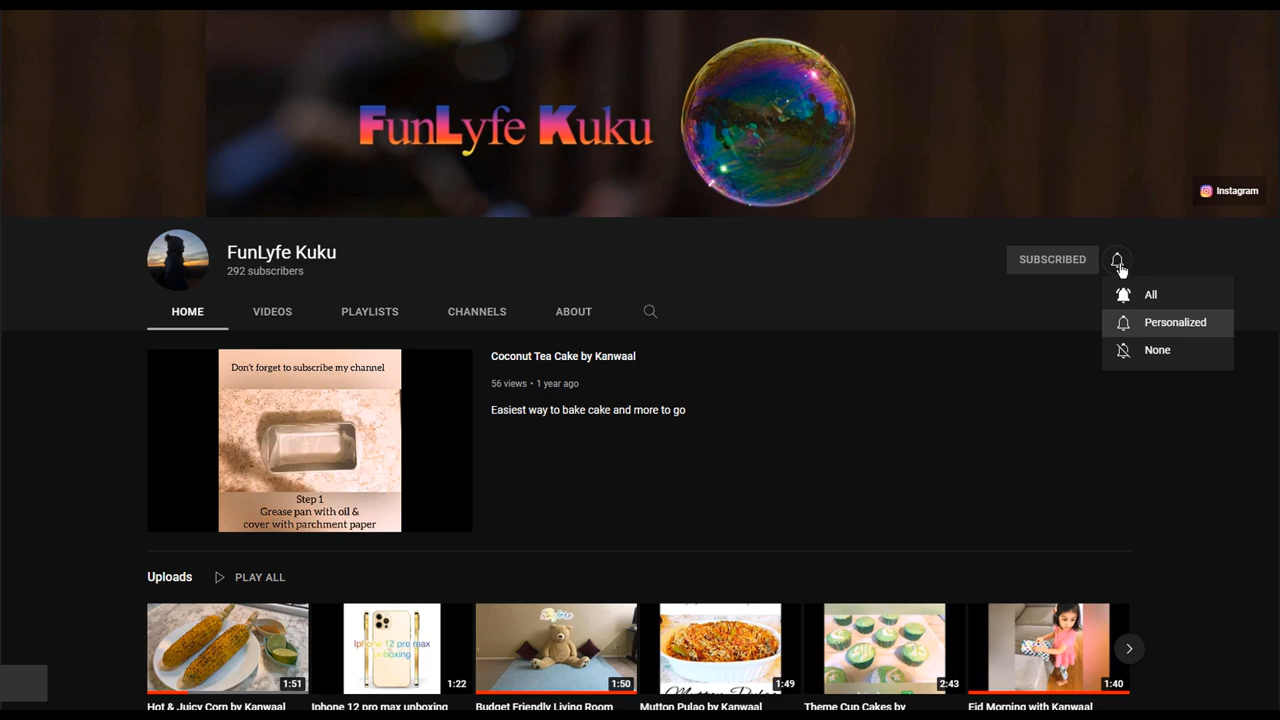 FunLyfe Kuku
Instagram
FunLyfe Kuku
292 subscribers
SUBSCRIBED
All
Personalized
None
HOME
VIDEOS
PLAYLISTS
CHANNELS
ABOUT
Don't forget to subscribe my channel
Step 1
Grease pan with oil &
cover with parchment paper
Coconut Tea Cake by Kanwaal
56 views • 1 year ago
Easiest way to bake cake and more to go
Uploads
PLAY ALL
1:51
Iphone 12 pro max
unboxing
1:22
1:50
Mutton Pulao
1:49
2:43
1:40
Hot & Juicy Corn by Kanwaal
Iphone 12 pro max unboxing
Budget Friendly Living Room
Mutton Pulao by Kanwaal
Theme Cup Cakes by
Eid Morning with Kanwaal